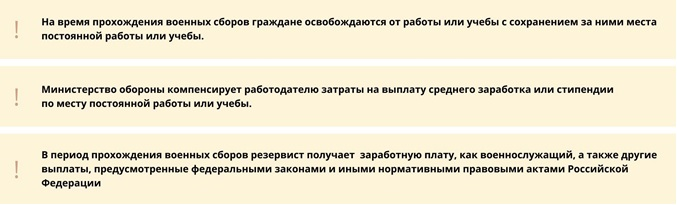 На время прохождения военных сборов граждане освобождаются от работы или учебы с сохранением за ними места
постоянной работы или учебы.
Министерство обороны компенсирует работодателю затраты на выплату среднего заработка или стипендии
по месту постоянной работы или учебы.
В период прохождения военных сборов резервист получает  заработную плату, как военнослужащий, а также другие
выплаты, предусмотренные федеральными законами и иными нормативными правовыми актами Российской
Федерации